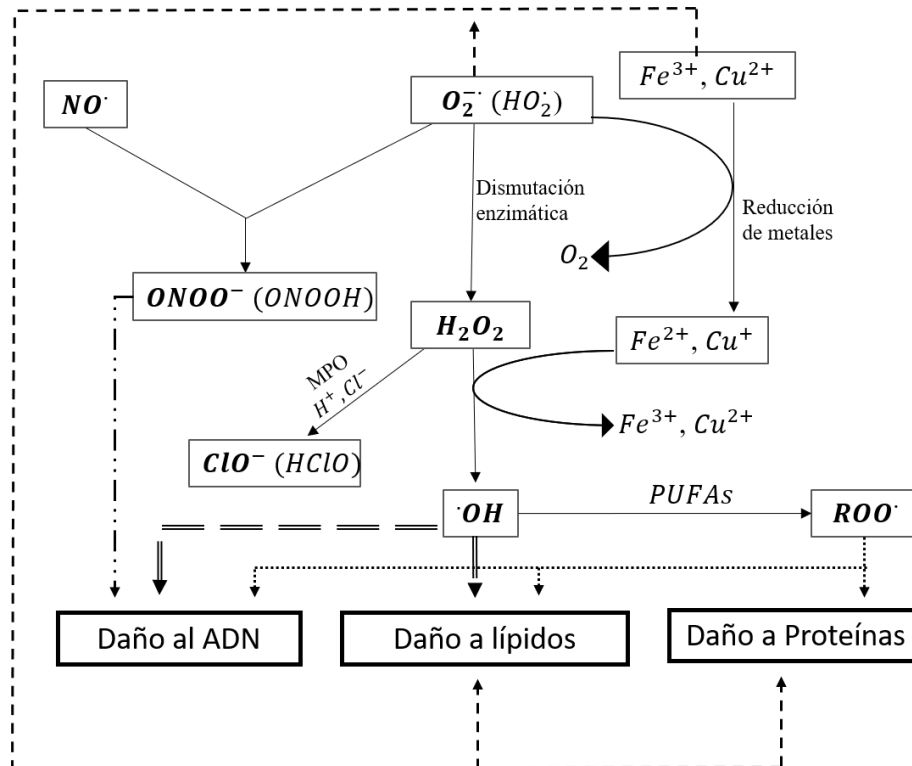 NO·
O₂⁻· (HO₂·)
Fe³⁺, Cu²⁺
Dismutación
enzimática
Reducción
de metales
O₂
ONOO⁻ (ONOOH)
H₂O₂
Fe²⁺, Cu⁺
MPO
H⁺, Cl⁻
Fe³⁺, Cu²⁺
ClO⁻ (HClO)
·OH
PUFAs
ROO·
Daño al ADN
Daño a lípidos
Daño a Proteínas